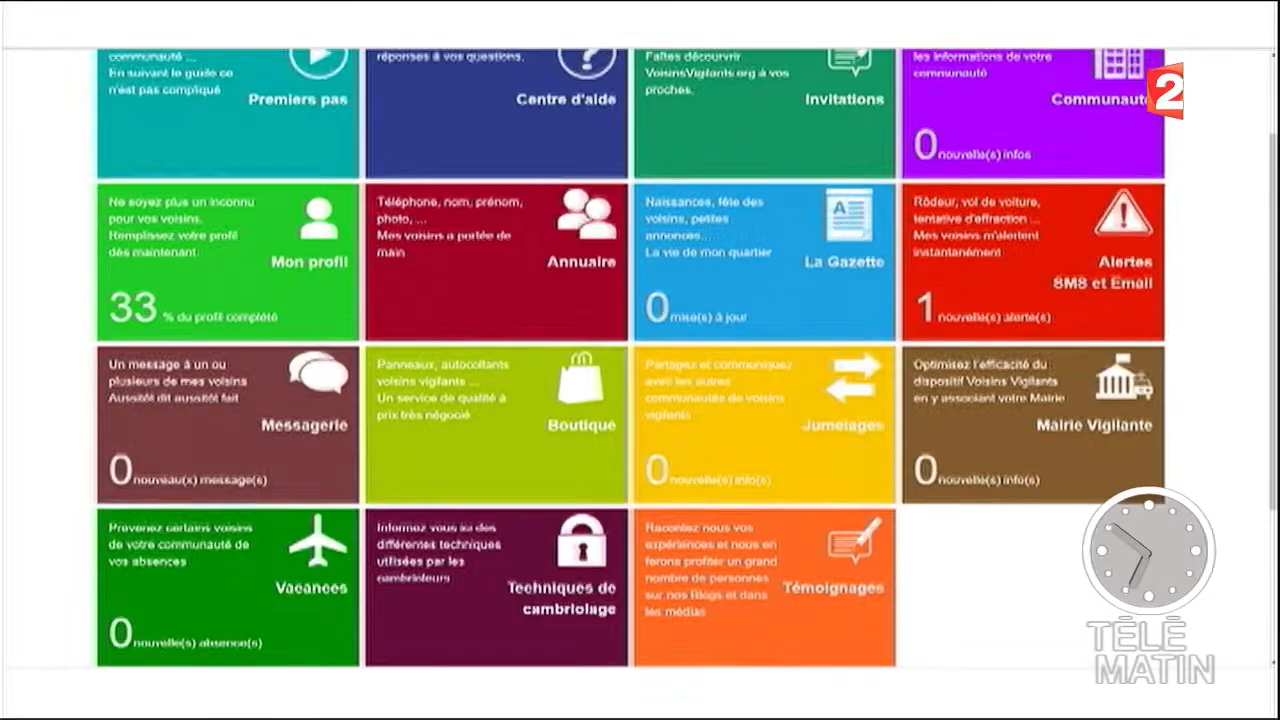 communauté ...
En suivant le guide ce
n'est pas compliqué
Premiers pas
réponses à vos questions.
Centre d'aide
Faites découvrir
VoisinsVigilants.org à vos
proches.
Invitations
les informations de votre
communauté
Communauté
0 nouvelle(s) infos
2
Ne soyez plus un inconnu
pour vos voisins.
Remplissez votre profil
dès maintenant
Mon profil
33 % du profil complété
Téléphone, nom, prénom,
photo, ...
Mes voisins a portée de
main
Annuaire
Naissances, fête des
voisins, petites
annonces...
La vie de mon quartier
La Gazette
0 mise(s) à jour
Rôdeur, vol de voiture,
tentative d'effraction ...
Mes voisins m'alertent
instantanément
Alertes
SMS et Email
1 nouvelle(s) alerte(s)
Un message à un ou
plusieurs de mes voisins
Aussitôt dit aussitôt fait
Messagerie
0 nouveau(x) message(s)
Panneaux, autocollants
voisins vigilants ...
Un service de qualité à
prix très négocié
Boutique
Partagez et communiquez
avec les autres
communautés de voisins
vigilants
Jumelages
0 nouvelle(s) info(s)
Optimisez l'efficacité du
dispositif Voisins Vigilants
en y associant votre Mairie
Mairie Vigilante
0 nouvelle(s) info(s)
Prévenez certains voisins
de votre communauté de
vos absences
Vacances
0 nouvelle(s) absence(s)
Informez vous ici des
différentes techniques
utilisées par les
cambrioleurs
Techniques de
cambriolage
Racontez nous vos
expériences et nous en
ferons profiter un grand
nombre de personnes
sur nos Blogs et dans
les médias
Témoignages
TÉLÉ
MATIN